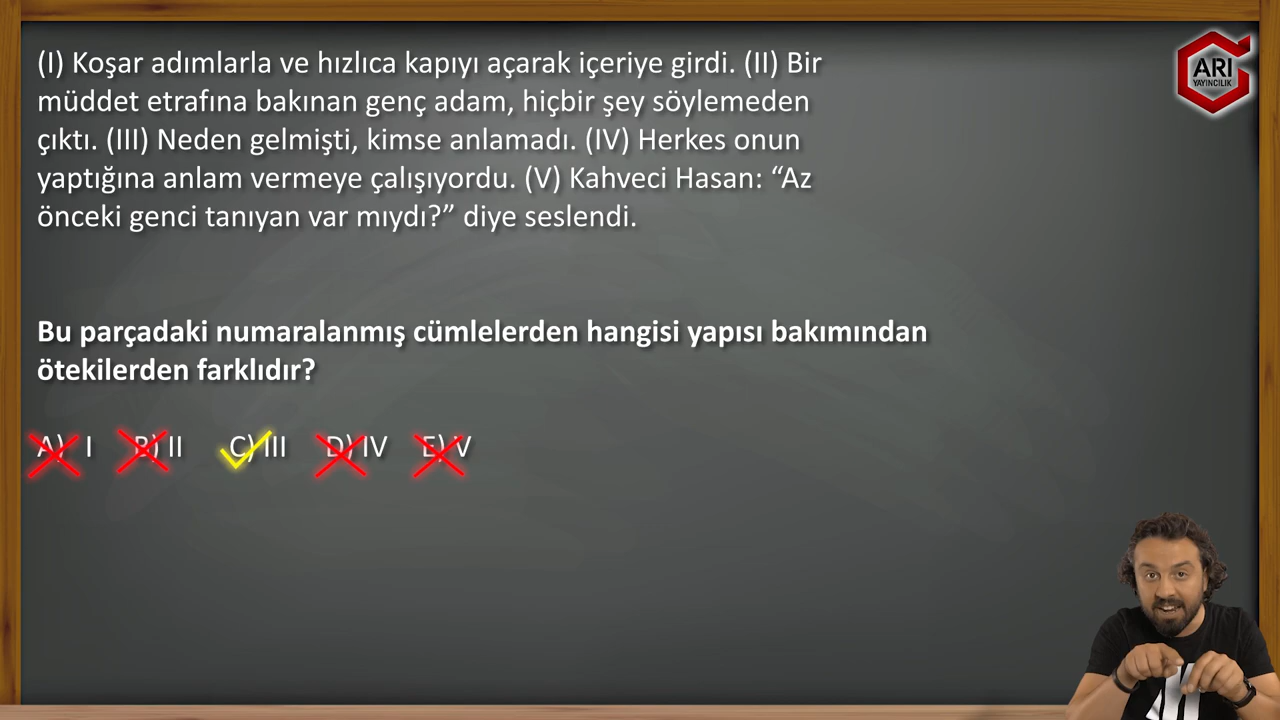 (I) Koşar adımlarla ve hızlıca kapıyı açarak içeriye girdi. (II) Bir
müddet etrafına bakınan genç adam, hiçbir şey söylemeden
çıktı. (III) Neden gelmişti, kimse anlamadı. (IV) Herkes onun
yaptığına anlam vermeye çalışıyordu. (V) Kahveci Hasan: “Az
önceki genci tanıyan var mıydı?” diye seslendi.
ARI
YAYINCILIK
Bu parçadaki numaralanmış cümlelerden hangisi yapısı bakımından
ötekilerden farklıdır?
A) I B) II C) III D) IV E) V